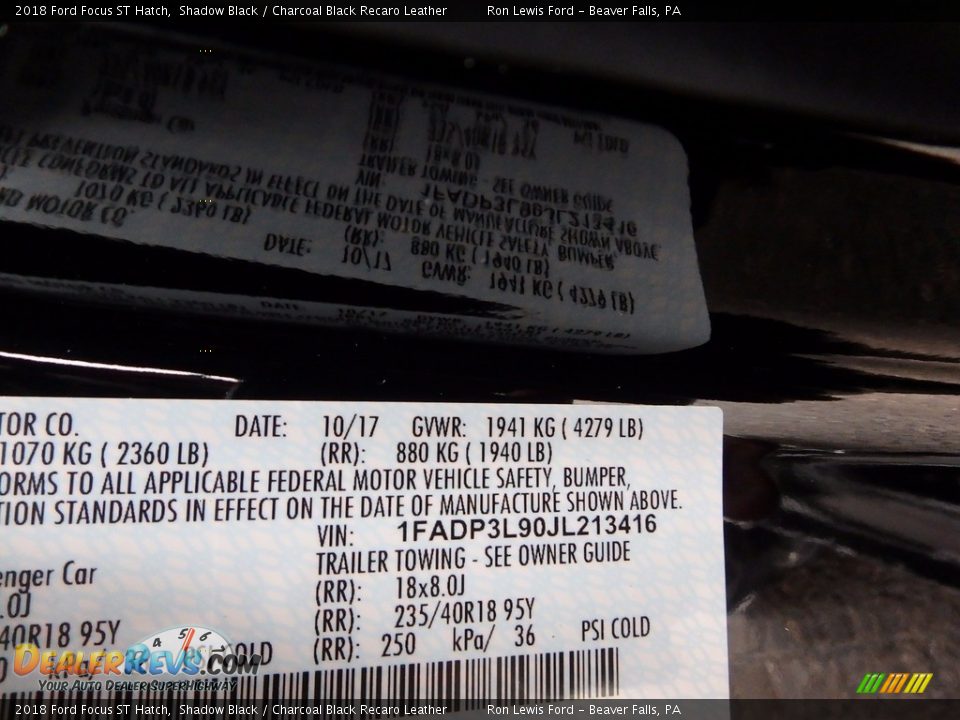 2018 Ford Focus ST Hatch, Shadow Black / Charcoal Black Recaro Leather Ron Lewis Ford - Beaver Falls, PA
TOR CO. DATE: 10/17 GVWR: 1941 KG ( 4279 LB)
1070 KG ( 2360 LB) (RR): 880 KG ( 1940 LB)
ORMS TO ALL APPLICABLE FEDERAL MOTOR VEHICLE SAFETY, BUMPER,
TION STANDARDS IN EFFECT ON THE DATE OF MANUFACTURE SHOWN ABOVE.
VIN: 1FADP3L90JL213416
TRAILER TOWING - SEE OWNER GUIDE
enger Car (RR): 18x8.0J
.0J (RR): 235/40R18 95Y
40R18 95Y (RR): 250 kPa/ 36 PSI COLD
DEALERREVS.COM
YOUR AUTO DEALER SUPERHIGHWAY
2018 Ford Focus ST Hatch, Shadow Black / Charcoal Black Recaro Leather Ron Lewis Ford - Beaver Falls, PA